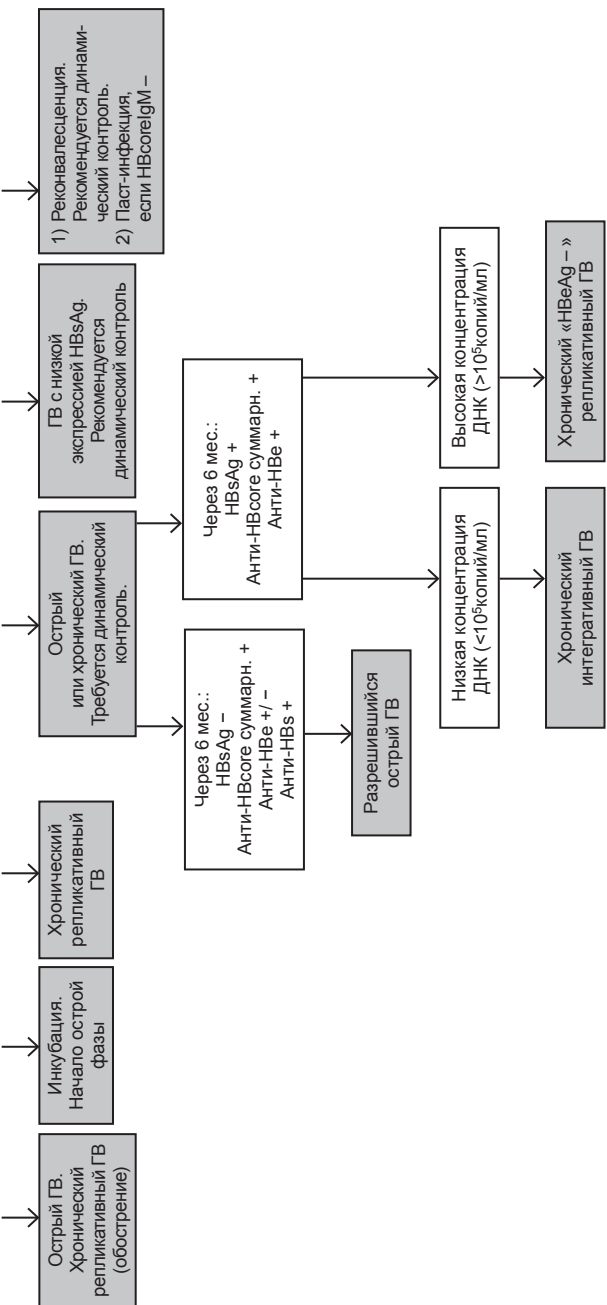 Острый ГВ.
Хронический
репликативный ГВ
(обострение)
Инкубация.
Начало острой
фазы
Хронический
репликативный
ГВ
Острый
или хронический ГВ.
Требуется динамический
контроль.
ГВ с низкой
экспрессией HBsAg.
Рекомендуется
динамический контроль
1) Реконвалесценция.
Рекомендуется динами-
ческий контроль.
2) Паст-инфекция,
если HBcoreIgM –
Через 6 мес.:
HBsAg –
Анти-HBcore суммарн. +
Анти-HBe +/ –
Анти-HBs +
Через 6 мес.:
HBsAg +
Анти-HBcore суммарн. +
Анти-HBe +
Разрешившийся
острый ГВ
Низкая концентрация
ДНК (<10⁵копий/мл)
Высокая концентрация
ДНК (>10⁵копий/мл)
Хронический
интегративный ГВ
Хронический «HBeAg – »
репликативный ГВ